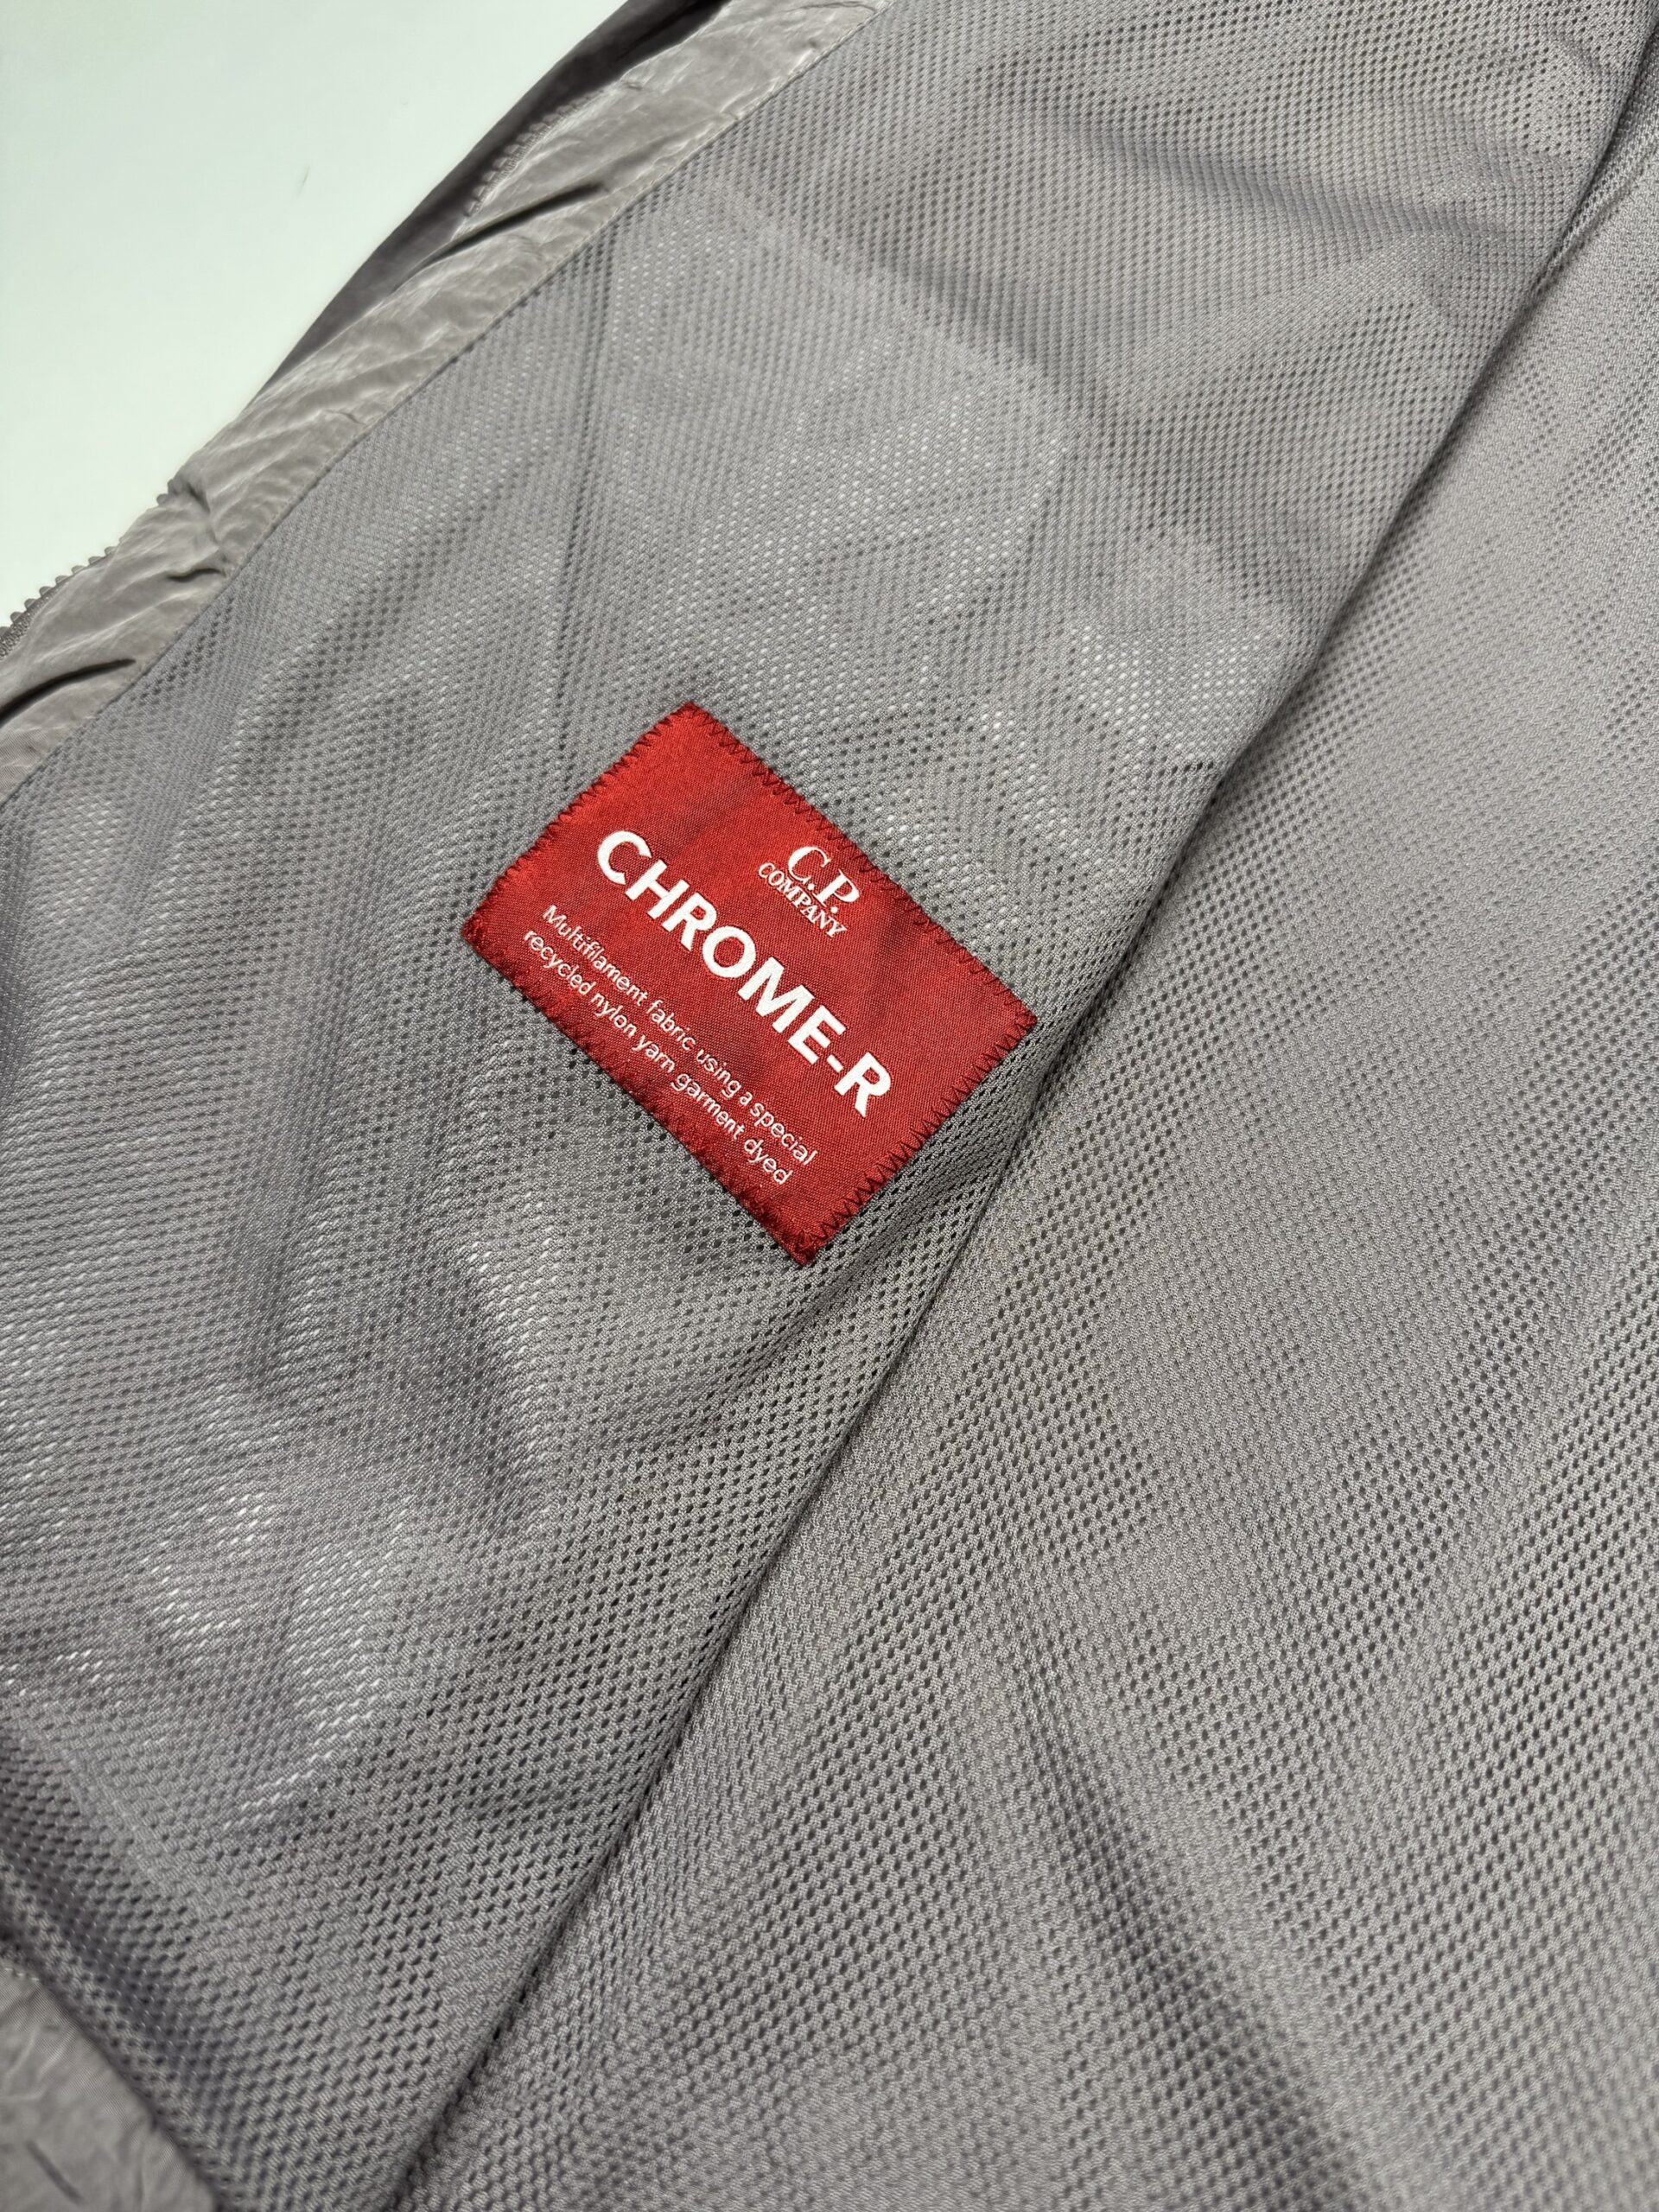 C.P.
COMPANY
CHROME-R
Multifilament fabric using a special
recycled nylon yarn garment dyed